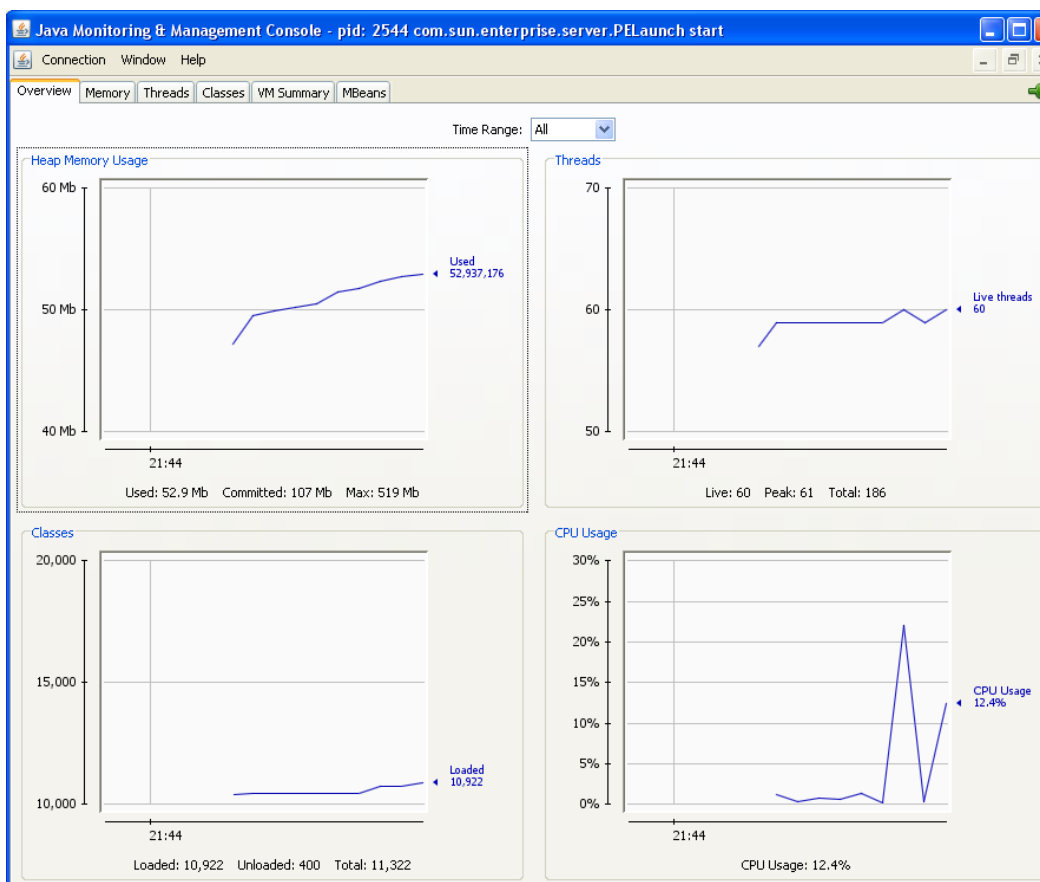 Java Monitoring & Management Console - pid: 2544 com.sun.enterprise.server.PELaunch start
Connection Window Help
Overview Memory Threads Classes VM Summary MBeans
Time Range: All
Heap Memory Usage
60 Mb
50 Mb
40 Mb
Used
52,937,176
21:44
Used: 52.9 Mb Committed: 107 Mb Max: 519 Mb
Threads
70
60
50
Live threads
60
21:44
Live: 60 Peak: 61 Total: 186
Classes
20,000
15,000
10,000
Loaded
10,922
21:44
Loaded: 10,922 Unloaded: 400 Total: 11,322
CPU Usage
30%
25%
20%
15%
10%
5%
0%
CPU Usage
12.4%
21:44
CPU Usage: 12.4%